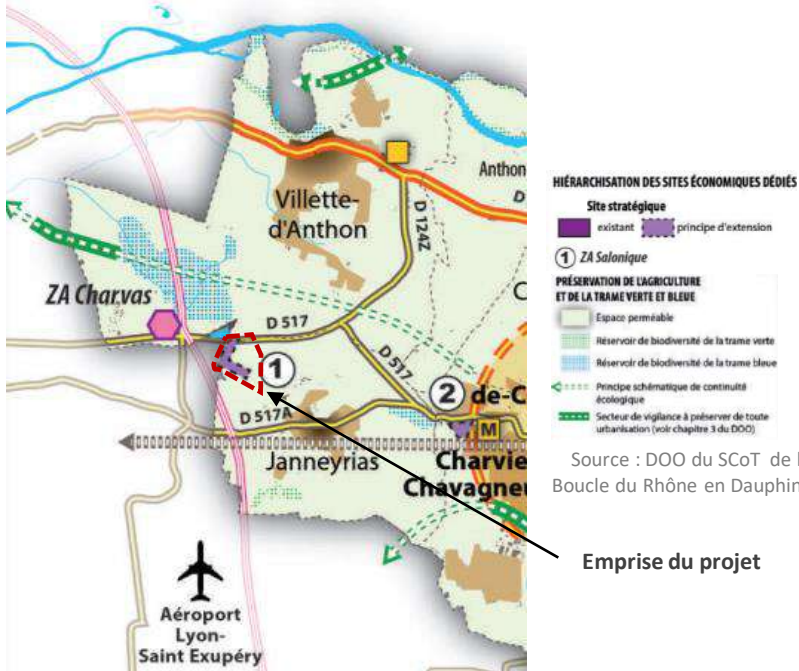 Anthon
D
Villette-
d'Anthon
D 124Z
C
ZA Charvas
D 517
1
D 517
2
de-C
D 517A
M
Janneyrias
Charvie
Chavagneu
Aéroport
Lyon-
Saint Exupéry
HIÉRARCHISATION DES SITES ÉCONOMIQUES DÉDIÉS
Site stratégique
existant principe d'extension
1 ZA Salonique
PRÉSERVATION DE L'AGRICULTURE
ET DE LA TRAME VERTE ET BLEUE
Espace perméable
Réservoir de biodiversité de la trame verte
Réservoir de biodiversité de la trame bleue
Principe schématique de continuité
écologique
Secteur de vigilance à préserver de toute
urbanisation (voir chapitre 3 du DOO)
Source : DOO du SCoT de l
Boucle du Rhône en Dauphin
Emprise du projet